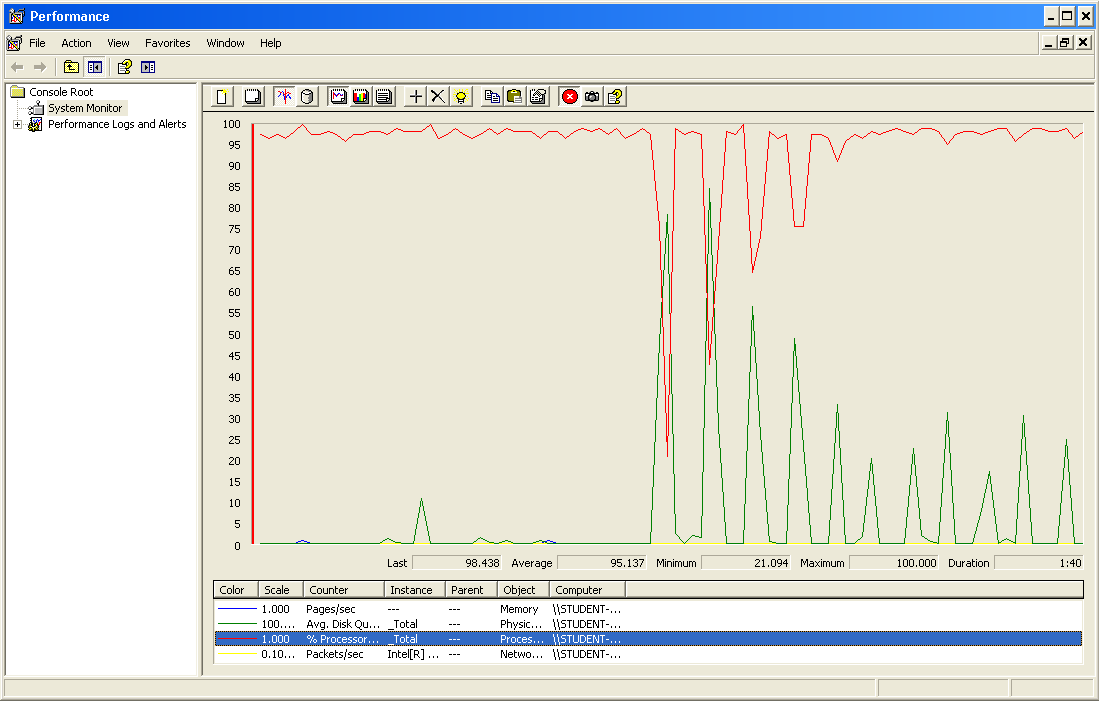 Performance
File Action View Favorites Window Help
Console Root
System Monitor
Performance Logs and Alerts
100
95
90
85
80
75
70
65
60
55
50
45
40
35
30
25
20
15
10
5
0
Last 98.438 Average 95.137 Minimum 21.094 Maximum 100.000 Duration 1:40
Color Scale Counter Instance Parent Object Computer
1.000 Pages/sec --- --- Memory \\STUDENT-...
100.... Avg. Disk Qu... _Total --- Physic... \\STUDENT-...
1.000 % Processor... _Total --- Proces... \\STUDENT-...
0.10... Packets/sec Intel[R] ... --- Netwo... \\STUDENT-...